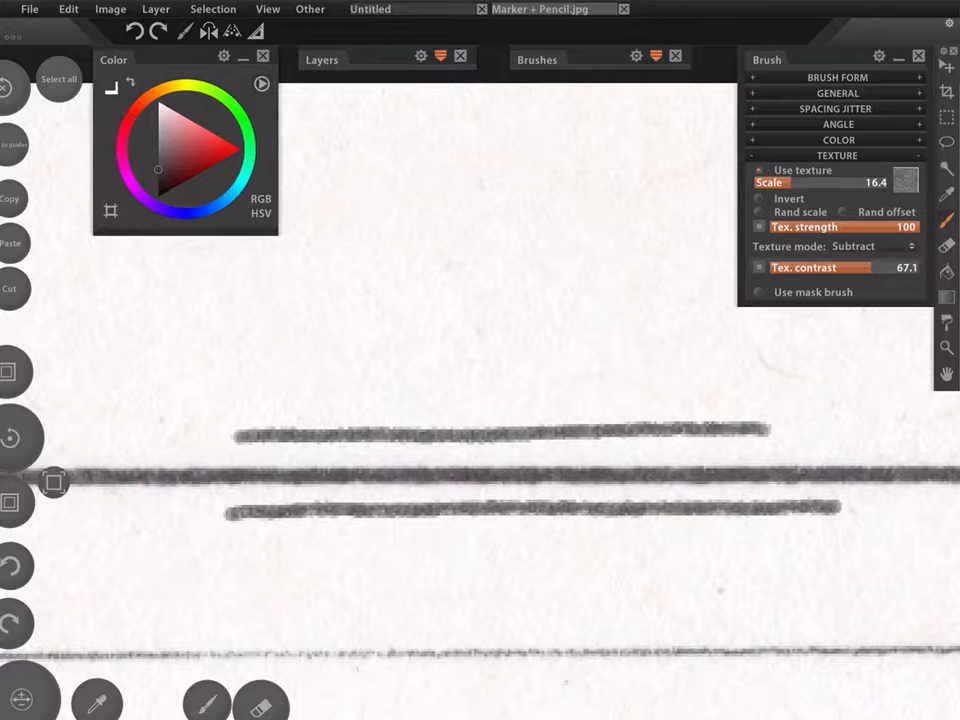 File Edit Image Layer Selection View Other Untitled Marker + Pencil.jpg
Select all
Color
Layers
Brushes
Brush
BRUSH FORM
GENERAL
SPACING JITTER
ANGLE
COLOR
TEXTURE
Use texture
Scale 16.4
Invert
Rand scale Rand offset
Tex. strength 100
Texture mode: Subtract
Tex. contrast 67.1
Use mask brush
RGB
HSV
to guides
Copy
Paste
Cut